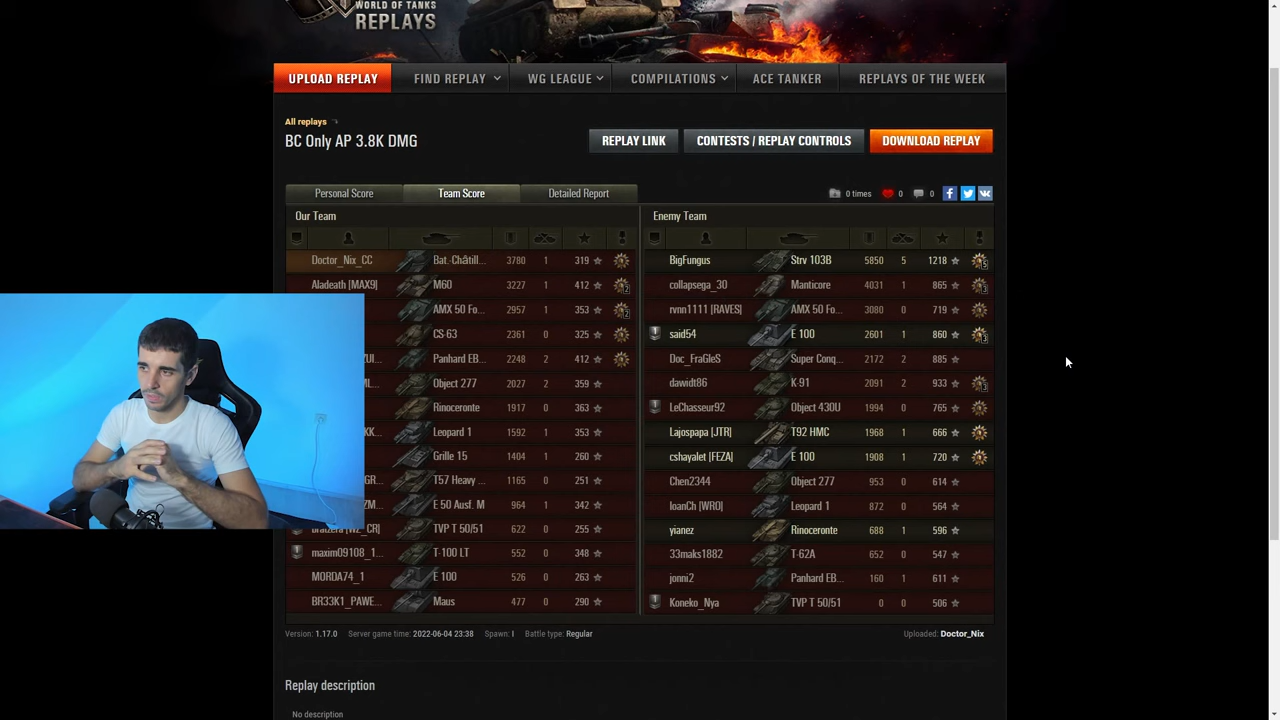 WORLD OF TANKS
REPLAYS
UPLOAD REPLAY FIND REPLAY WG LEAGUE COMPILATIONS ACE TANKER REPLAYS OF THE WEEK
All replays
BC Only AP 3.8K DMG
REPLAY LINK CONTESTS / REPLAY CONTROLS DOWNLOAD REPLAY
Personal Score Team Score Detailed Report 0 times 0 0
Our Team Enemy Team
Doctor_Nix_CC Bat.-Châtill... 3780 1 319 BigFungus Strv 103B 5850 5 1218
Aladeath [MAX9] M60 3227 1 412 2 collapsega_30 Manticore 4031 1 865
AMX 50 Fo... 2957 1 353 2 rvnn1111 [RAVES] AMX 50 Fo... 3080 0 719
CS-63 2361 1 325 said54 E 100 2601 1 860
Panhard EB... 2248 2 412 Doc_FraGleS Super Conq... 2172 2 885
Object 277 2027 2 359 dawidt86 K-91 2091 2 933
Rinoceronte 1917 0 363 LeChasseur92 Object 430U 1994 0 765
Leopard 1 1592 1 353 Lajospapa [JTR] T92 HMC 1968 1 666
Grille 15 1404 1 260 cshayalet [FEZA] E 100 1908 1 720
T57 Heavy ... 1165 0 251 Chen2344 Object 277 953 0 614
E 50 Ausf. M 964 1 342 IoanCh [WRO] Leopard 1 872 0 564
TVP T 50/51 622 0 255 yianez Rinoceronte 688 1 596
maxim09108_1... T-100 LT 552 0 348 33maks1882 T-62A 652 0 547
MORDA74_1 E 100 526 0 263 jonni2 Panhard EB... 160 1 611
BR33K1_PAWE... Maus 477 0 290 Koneko_Nya TVP T 50/51 0 0 506
Version: 1.17.0 Server game time: 2022-06-04 23:38 Spawn: I Battle type: Regular Uploaded: Doctor_Nix
Replay description
No description